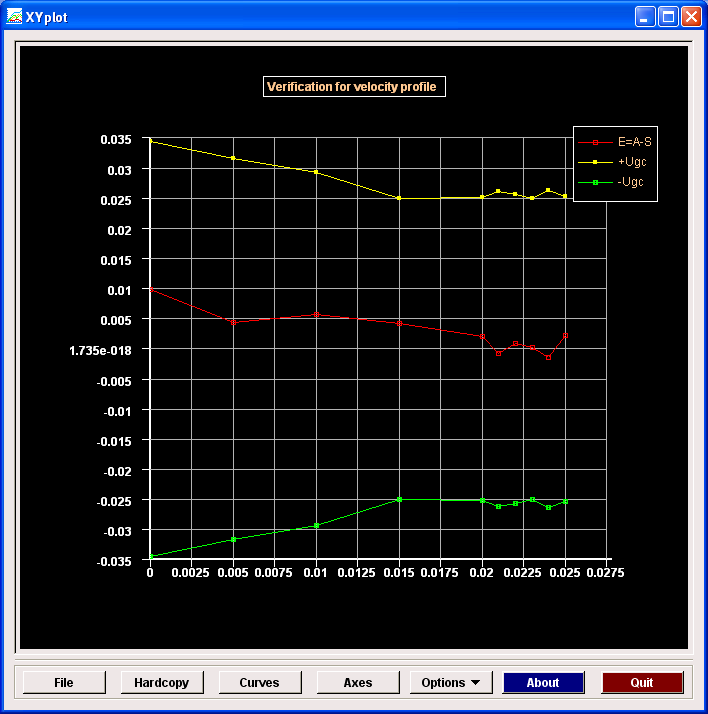 XYplot
Verification for velocity profile
E=A-S
+Ugc
-Ugc
0.035
0.03
0.025
0.02
0.015
0.01
0.005
1.735e-018
-0.005
-0.01
-0.015
-0.02
-0.025
-0.03
-0.035
0 0.0025 0.005 0.0075 0.01 0.0125 0.015 0.0175 0.02 0.0225 0.025 0.0275
File Hardcopy Curves Axes Options About Quit